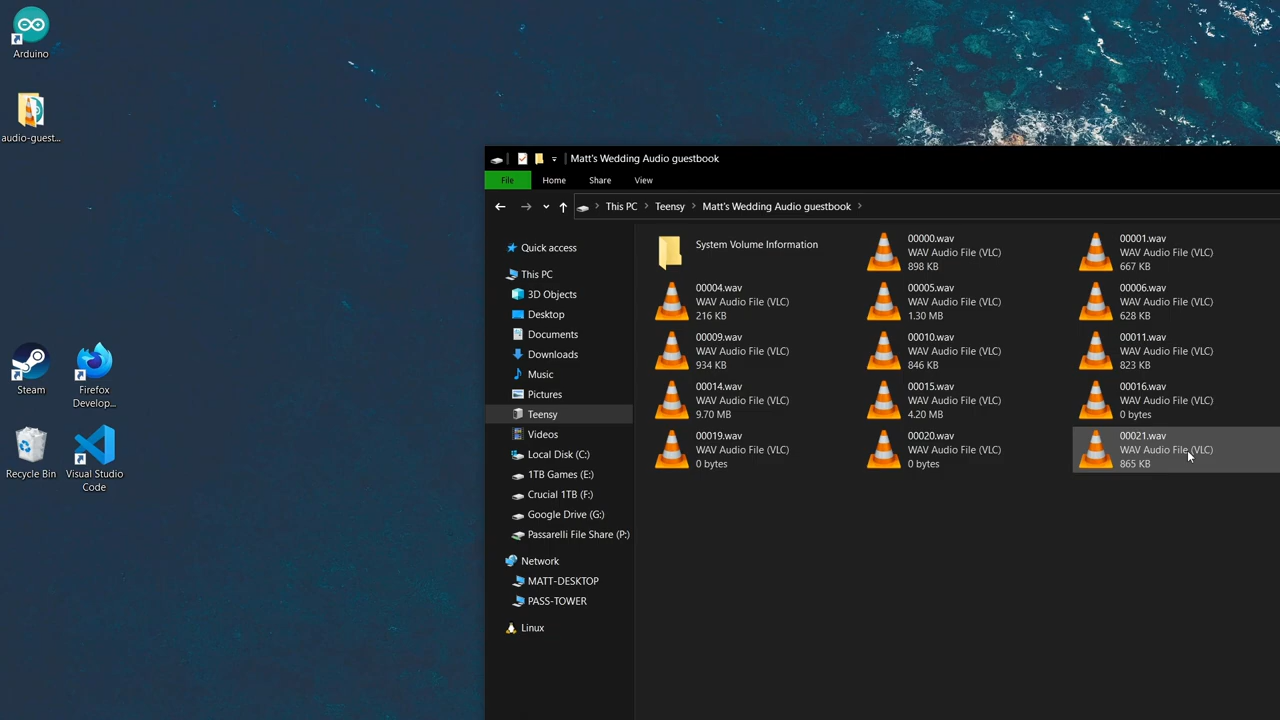 Arduino
audio-guest...
Steam
Firefox
Develop...
Recycle Bin
Visual Studio
Code
Matt's Wedding Audio guestbook
File
Home
Share
View
This PC
Teensy
Matt's Wedding Audio guestbook
Quick access
This PC
3D Objects
Desktop
Documents
Downloads
Music
Pictures
Teensy
Videos
Local Disk (C:)
1TB Games (E:)
Crucial 1TB (F:)
Google Drive (G:)
Passarelli File Share (P:)
Network
MATT-DESKTOP
PASS-TOWER
Linux
System Volume Information
00000.wav
WAV Audio File (VLC)
898 KB
00001.wav
WAV Audio File (VLC)
667 KB
00004.wav
WAV Audio File (VLC)
216 KB
00005.wav
WAV Audio File (VLC)
1.30 MB
00006.wav
WAV Audio File (VLC)
628 KB
00009.wav
WAV Audio File (VLC)
934 KB
00010.wav
WAV Audio File (VLC)
846 KB
00011.wav
WAV Audio File (VLC)
823 KB
00014.wav
WAV Audio File (VLC)
9.70 MB
00015.wav
WAV Audio File (VLC)
4.20 MB
00016.wav
WAV Audio File (VLC)
0 bytes
00019.wav
WAV Audio File (VLC)
0 bytes
00020.wav
WAV Audio File (VLC)
0 bytes
00021.wav
WAV Audio File (VLC)
865 KB